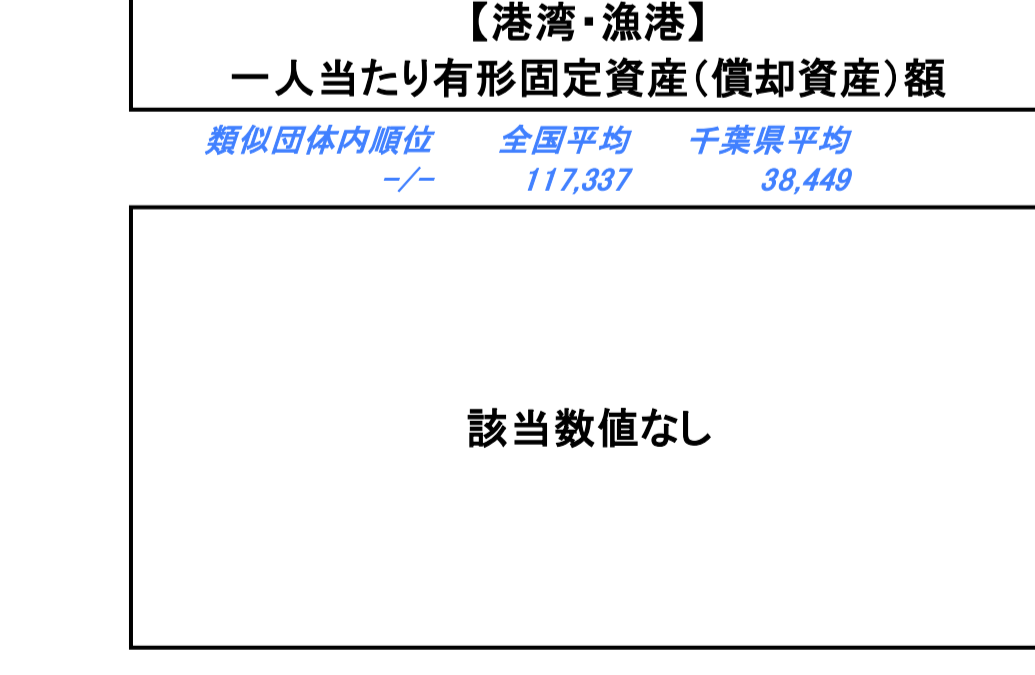 【港湾・漁港】
一人当たり有形固定資産(償却資産)額
類似団体内順位 全国平均 千葉県平均
-/- 117,337 38,449
該当数値なし